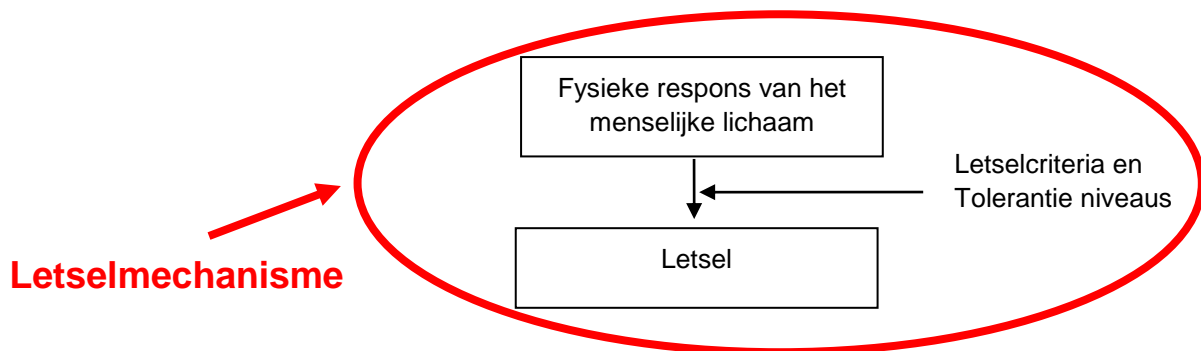 Fysieke respons van het
menselijke lichaam
Letselcriteria en
Tolerantie niveaus
Letsel
Letselmechanisme